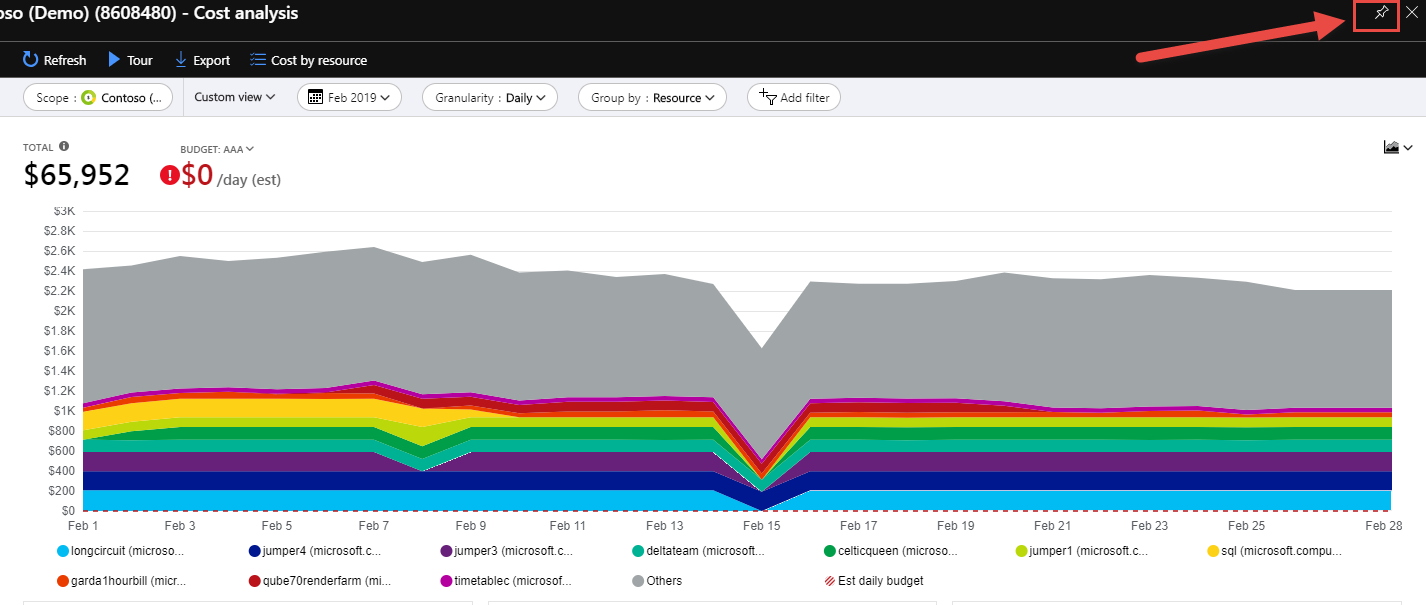 oso (Demo) (8608480) - Cost analysis
Refresh Tour Export Cost by resource
Scope : Contoso (... Custom view Feb 2019 Granularity : Daily Group by : Resource Add filter
TOTAL BUDGET: AAA
$65,952 $0 /day (est)
$3K
$2.8K
$2.6K
$2.4K
$2.2K
$2K
$1.8K
$1.6K
$1.4K
$1.2K
$1K
$800
$600
$400
$200
$0
Feb 1 Feb 3 Feb 5 Feb 7 Feb 9 Feb 11 Feb 13 Feb 15 Feb 17 Feb 19 Feb 21 Feb 23 Feb 25 Feb 28
longcircuit (microso... jumper4 (microsoft.c... jumper3 (microsoft.c... deltateam (microsoft... celticqueen (microso... jumper1 (microsoft.c... sql (microsoft.compu...
garda1hourbill (micr... qube70renderfarm (mi... timetablec (microsof... Others Est daily budget